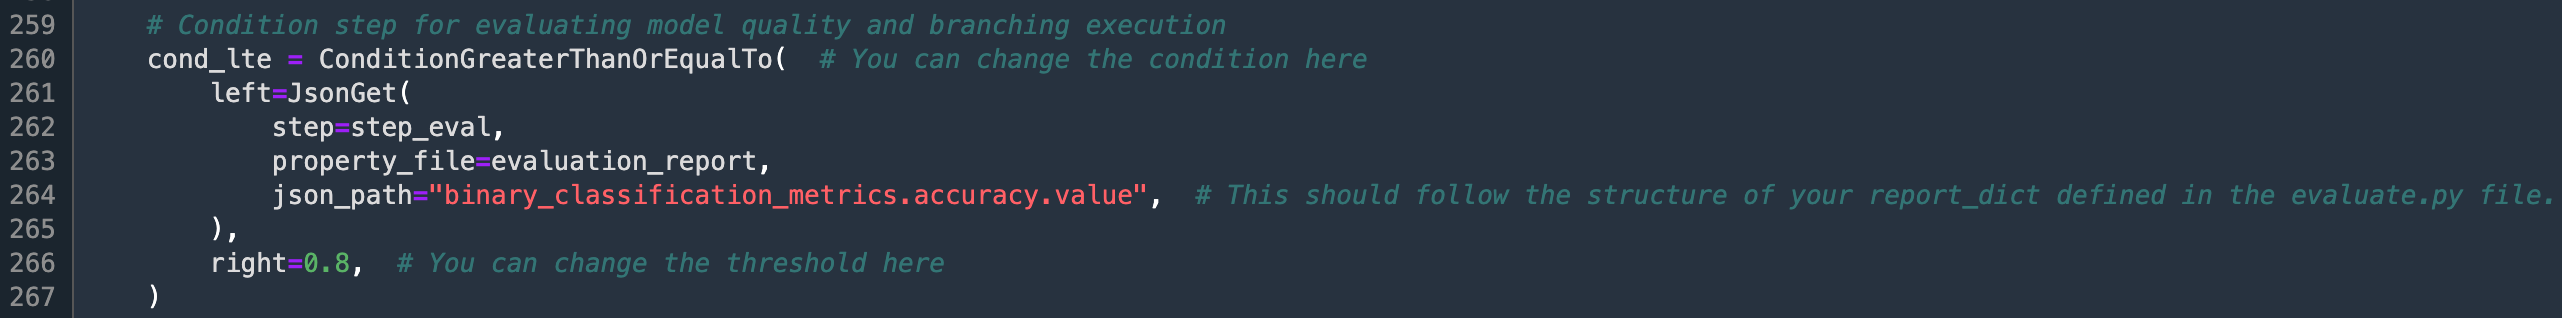 259 # Condition step for evaluating model quality and branching execution
260 cond_lte = ConditionGreaterThanOrEqualTo(  # You can change the condition here
261 left=JsonGet(
262 step=step_eval,
263 property_file=evaluation_report,
264 json_path="binary_classification_metrics.accuracy.value",  # This should follow the structure of your report_dict defined in the evaluate.py file.
265 ),
266 right=0.8,  # You can change the threshold here
267 )